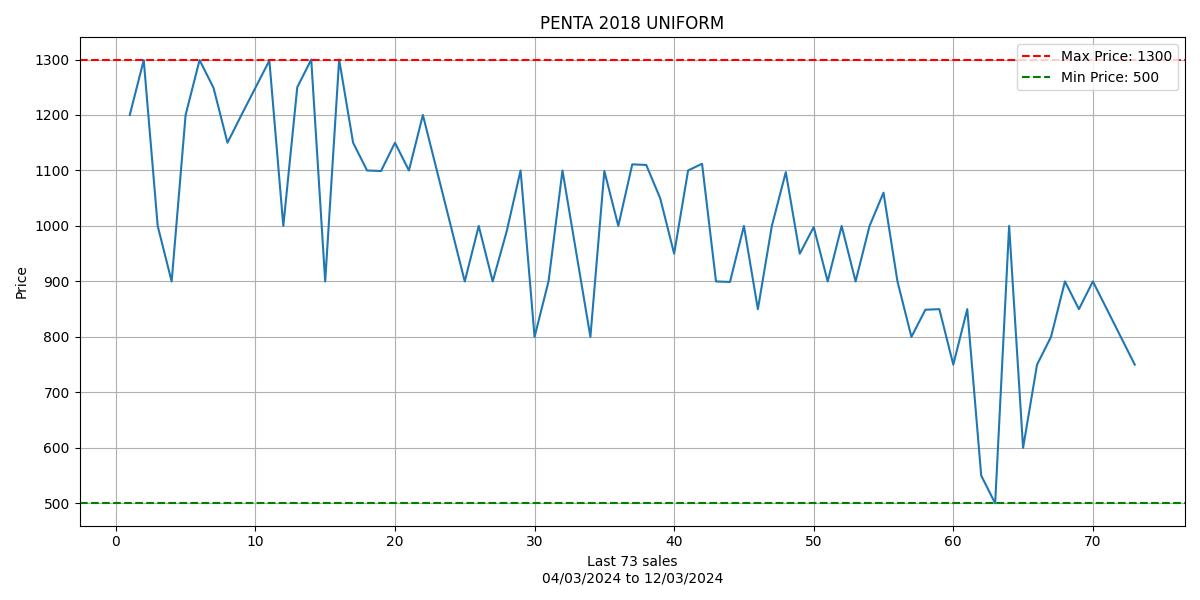 PENTA 2018 UNIFORM
Max Price: 1300
Min Price: 500
1300
1200
1100
1000
900
800
700
600
500
Price
0 10 20 30 40 50 60 70
Last 73 sales
04/03/2024 to 12/03/2024